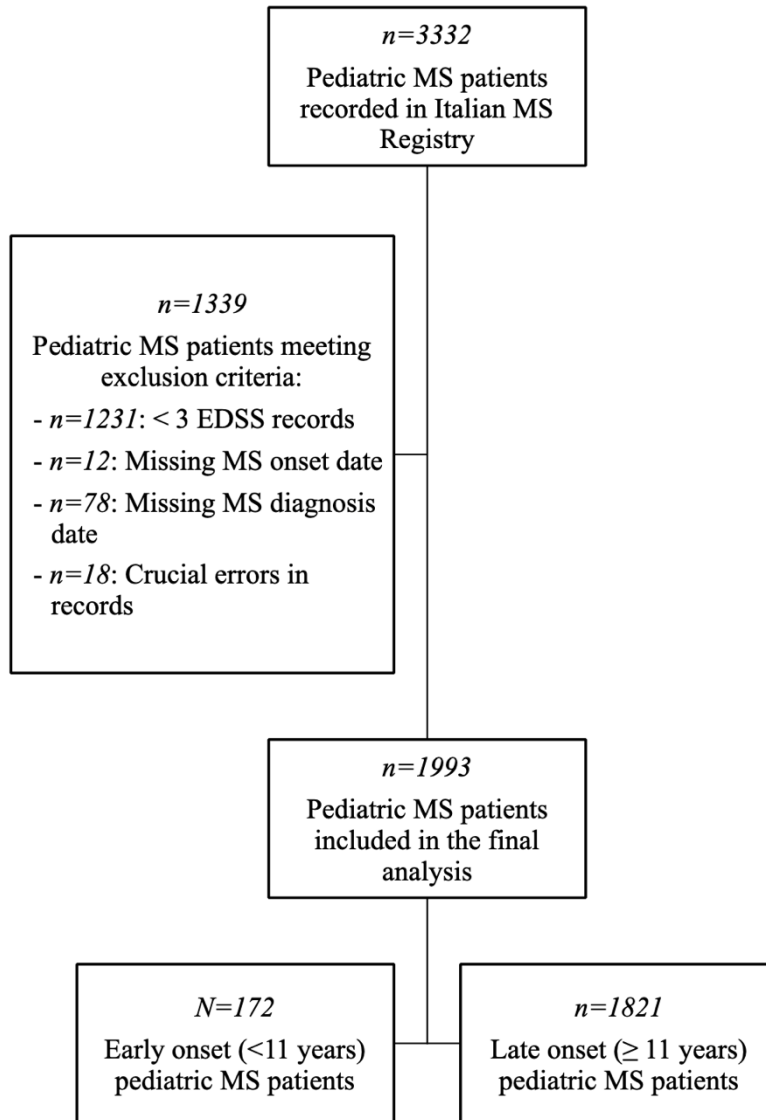 n=3332
Pediatric MS patients
recorded in Italian MS
Registry
n=1339
Pediatric MS patients meeting
exclusion criteria:
- n=1231: < 3 EDSS records
- n=12: Missing MS onset date
- n=78: Missing MS diagnosis
date
- n=18: Crucial errors in
records
n=1993
Pediatric MS patients
included in the final
analysis
N=172
Early onset (<11 years)
pediatric MS patients
n=1821
Late onset (≥ 11 years)
pediatric MS patients